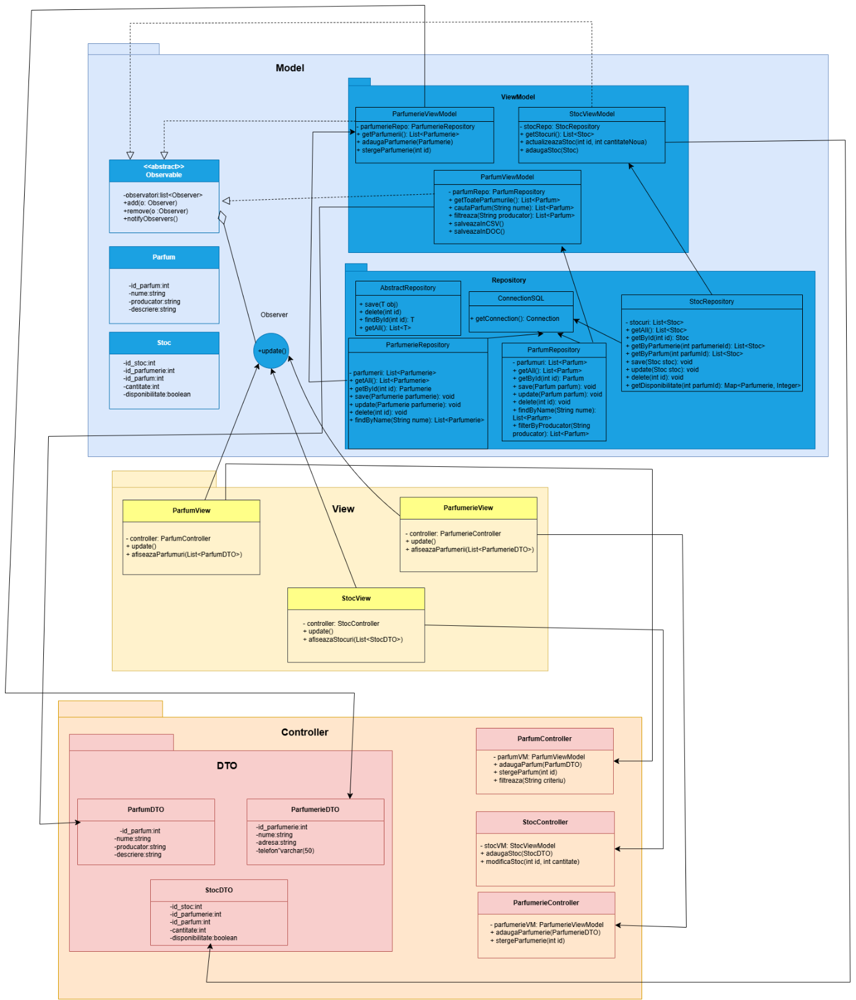 Model
ViewModel
ParfumerieViewModel
- parfumerieRepo: ParfumerieRepository
+ getParfumerii(): List<Parfumerie>
+ adaugaParfumerie(Parfumerie)
+ stergeParfumerie(int id)
StocViewModel
- stocRepo: StocRepository
+ getStocuri(): List<Stoc>
+ actualizeazaStoc(int id, int cantitateNoua)
+ adaugaStoc(Stoc)
<<abstract>>
Observable
-observatori:list<Observer>
+add(o: Observer)
+remove(o :Observer)
+notifyObservers()
ParfumViewModel
- parfumRepo: ParfumRepository
+ getToateParfumurile(): List<Parfum>
+ cautaParfum(String nume): List<Parfum>
+ filtreaza(String producator): List<Parfum>
+ salveazaInCSV()
+ salveazaInDOC()
Parfum
-id_parfum:int
-nume:string
-producator:string
-descriere:string
Stoc
-id_stoc:int
-id_parfumerie:int
-id_parfum:int
-cantitate:int
-disponibilitate:boolean
Observer
+update()
Repository
AbstractRepository
+ save(T obj)
+ delete(int id)
+ findById(int id): T
+ getAll(): List<T>
ConnectionSQL
+ getConnection(): Connection
StocRepository
- stocuri: List<Stoc>
+ getAll(): List<Stoc>
+ getById(int id): Stoc
+ getByParfumerie(int parfumerieId): List<Stoc>
+ getByParfum(int parfumId): List<Stoc>
+ save(Stoc stoc): void
+ update(Stoc stoc): void
+ delete(int id): void
+ getDisponibilitate(int parfumId): Map<Parfumerie, Integer>
ParfumerieRepository
- parfumerii: List<Parfumerie>
+ getAll(): List<Parfumerie>
+ getById(int id): Parfumerie
+ save(Parfumerie parfumerie): void
+ update(Parfumerie parfumerie): void
+ delete(int id): void
+ findByName(String nume): List<Parfumerie>
ParfumRepository
- parfumuri: List<Parfum>
+ getAll(): List<Parfum>
+ getById(int id): Parfum
+ save(Parfum parfum): void
+ update(Parfum parfum): void
+ delete(int id): void
+ findByName(String nume):
List<Parfum>
+ filterByProducator(String
producator): List<Parfum>
View
ParfumView
- controller: ParfumController
+ update()
+ afiseazaParfumuri(List<ParfumDTO>)
ParfumerieView
- controller: ParfumerieController
+ update()
+ afiseazaParfumerii(List<ParfumerieDTO>)
StocView
- controller: StocController
+ update()
+ afiseazaStocuri(List<StocDTO>)
Controller
DTO
ParfumDTO
-id_parfum:int
-nume:string
-producator:string
-descriere:string
ParfumerieDTO
-id_parfumerie:int
-nume:string
-adresa:string
-telefon"varchar(50)
StocDTO
-id_stoc:int
-id_parfumerie:int
-id_parfum:int
-cantitate:int
-disponibilitate:boolean
ParfumController
- parfumVM: ParfumViewModel
+ adaugaParfum(ParfumDTO)
+ stergeParfum(int id)
+ filtreaza(String criteriu)
StocController
- stocVM: StocViewModel
+ adaugaStoc(StocDTO)
+ modificaStoc(int id, int cantitate)
ParfumerieController
- parfumerieVM: ParfumerieViewModel
+ adaugaParfumerie(ParfumerieDTO)
+ stergeParfumerie(int id)